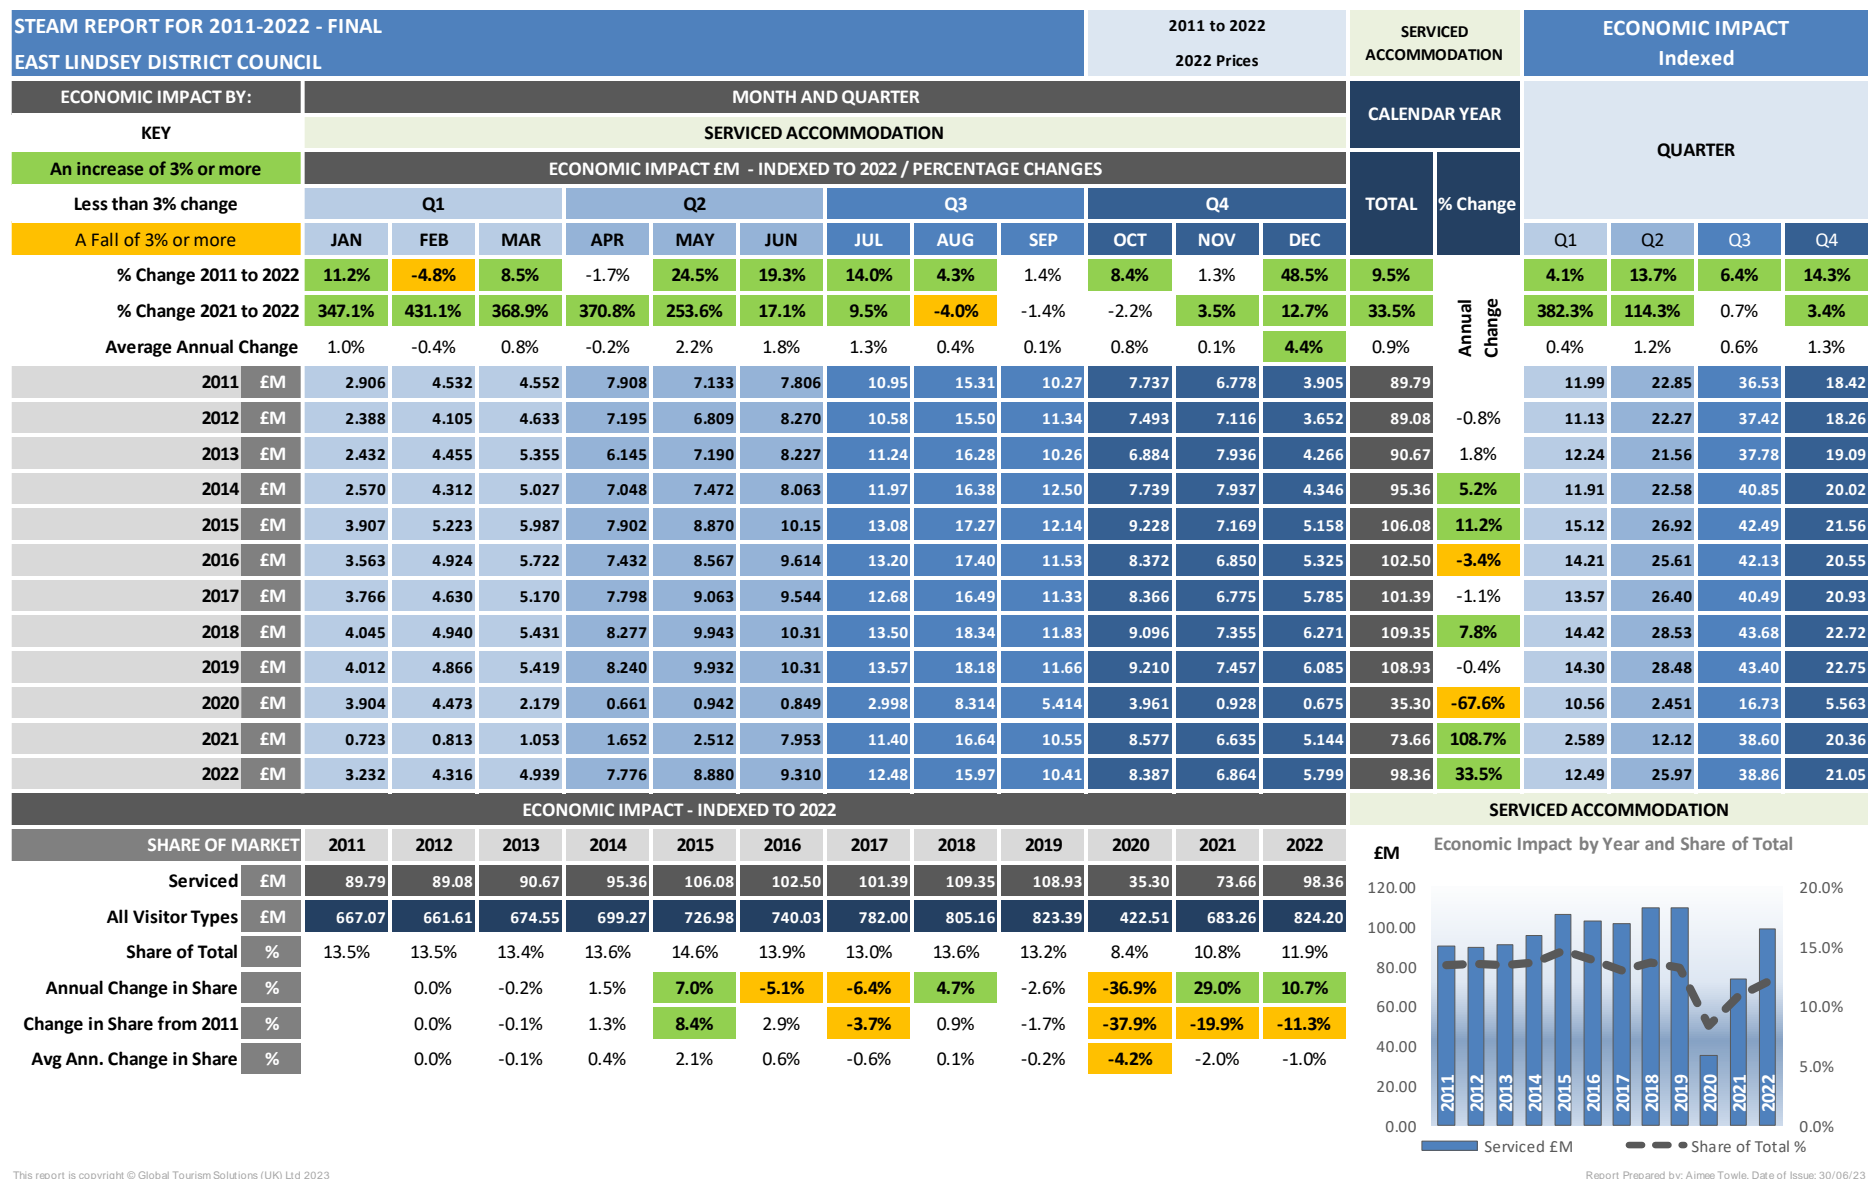 STEAM REPORT FOR 2011-2022 - FINAL
EAST LINDSEY DISTRICT COUNCIL
2011 to 2022
2022 Prices
SERVICED
ACCOMMODATION
ECONOMIC IMPACT
Indexed
ECONOMIC IMPACT BY:
MONTH AND QUARTER
CALENDAR YEAR
QUARTER
KEY
SERVICED ACCOMMODATION
An increase of 3% or more
ECONOMIC IMPACT £M - INDEXED TO 2022 / PERCENTAGE CHANGES
Less than 3% change
Q1 Q2 Q3 Q4 TOTAL % Change
A Fall of 3% or more JAN FEB MAR APR MAY JUN JUL AUG SEP OCT NOV DEC Q1 Q2 Q3 Q4
% Change 2011 to 2022 11.2% -4.8% 8.5% -1.7% 24.5% 19.3% 14.0% 4.3% 1.4% 8.4% 1.3% 48.5% 9.5% 4.1% 13.7% 6.4% 14.3%
% Change 2021 to 2022 347.1% 431.1% 368.9% 370.8% 253.6% 17.1% 9.5% -4.0% -1.4% -2.2% 3.5% 12.7% 33.5% 382.3% 114.3% 0.7% 3.4%
Average Annual Change 1.0% -0.4% 0.8% -0.2% 2.2% 1.8% 1.3% 0.4% 0.1% 0.8% 0.1% 4.4% 0.9% 0.4% 1.2% 0.6% 1.3%
Annual
Change
2011 £M 2.906 4.532 4.552 7.908 7.133 7.806 10.95 15.31 10.27 7.737 6.778 3.905 89.79 11.99 22.85 36.53 18.42
2012 £M 2.388 4.105 4.633 7.195 6.809 8.270 10.58 15.50 11.34 7.493 7.116 3.652 89.08 -0.8% 11.13 22.27 37.42 18.26
2013 £M 2.432 4.455 5.355 6.145 7.190 8.227 11.24 16.28 10.26 6.884 7.936 4.266 90.67 1.8% 12.24 21.56 37.78 19.09
2014 £M 2.570 4.312 5.027 7.048 7.472 8.063 11.97 16.38 12.50 7.739 7.937 4.346 95.36 5.2% 11.91 22.58 40.85 20.02
2015 £M 3.907 5.223 5.987 7.902 8.870 10.15 13.08 17.27 12.14 9.228 7.169 5.158 106.08 11.2% 15.12 26.92 42.49 21.56
2016 £M 3.563 4.924 5.722 7.432 8.567 9.614 13.20 17.40 11.53 8.372 6.850 5.325 102.50 -3.4% 14.21 25.61 42.13 20.55
2017 £M 3.766 4.630 5.170 7.798 9.063 9.544 12.68 16.49 11.33 8.366 6.775 5.785 101.39 -1.1% 13.57 26.40 40.49 20.93
2018 £M 4.045 4.940 5.431 8.277 9.943 10.31 13.50 18.34 11.83 9.096 7.355 6.271 109.35 7.8% 14.42 28.53 43.68 22.72
2019 £M 4.012 4.866 5.419 8.240 9.932 10.31 13.57 18.18 11.66 9.210 7.457 6.085 108.93 -0.4% 14.30 28.48 43.40 22.75
2020 £M 3.904 4.473 2.179 0.661 0.942 0.849 2.998 8.314 5.414 3.961 0.928 0.675 35.30 -67.6% 10.56 2.451 16.73 5.563
2021 £M 0.723 0.813 1.053 1.652 2.512 7.953 11.40 16.64 10.55 8.577 6.635 5.144 73.66 108.7% 2.589 12.12 38.60 20.36
2022 £M 3.232 4.316 4.939 7.776 8.880 9.310 12.48 15.97 10.41 8.387 6.864 5.799 98.36 33.5% 12.49 25.97 38.86 21.05
ECONOMIC IMPACT - INDEXED TO 2022
SHARE OF MARKET 2011 2012 2013 2014 2015 2016 2017 2018 2019 2020 2021 2022
Serviced £M 89.79 89.08 90.67 95.36 106.08 102.50 101.39 109.35 108.93 35.30 73.66 98.36
All Visitor Types £M 667.07 661.61 674.55 699.27 726.98 740.03 782.00 805.16 823.39 422.51 683.26 824.20
Share of Total % 13.5% 13.5% 13.4% 13.6% 14.6% 13.9% 13.0% 13.6% 13.2% 8.4% 10.8% 11.9%
Annual Change in Share % 0.0% -0.2% 1.5% 7.0% -5.1% -6.4% 4.7% -2.6% -36.9% 29.0% 10.7%
Change in Share from 2011 % 0.0% -0.1% 1.3% 8.4% 2.9% -3.7% 0.9% -1.7% -37.9% -19.9% -11.3%
Avg Ann. Change in Share % 0.0% -0.1% 0.4% 2.1% 0.6% -0.6% 0.1% -0.2% -4.2% -2.0% -1.0%
SERVICED ACCOMMODATION
Economic Impact by Year and Share of Total
£M
120.00 20.0%
100.00 15.0%
80.00
60.00 10.0%
40.00
20.00 5.0%
0.00 0.0%
2011 2012 2013 2014 2015 2016 2017 2018 2019 2020 2021 2022
Serviced £M Share of Total %
This report is copyright © Global Tourism Solutions (UK) Ltd 2023
Report Prepared by: Aimee Towle. Date of Issue: 30/06/23